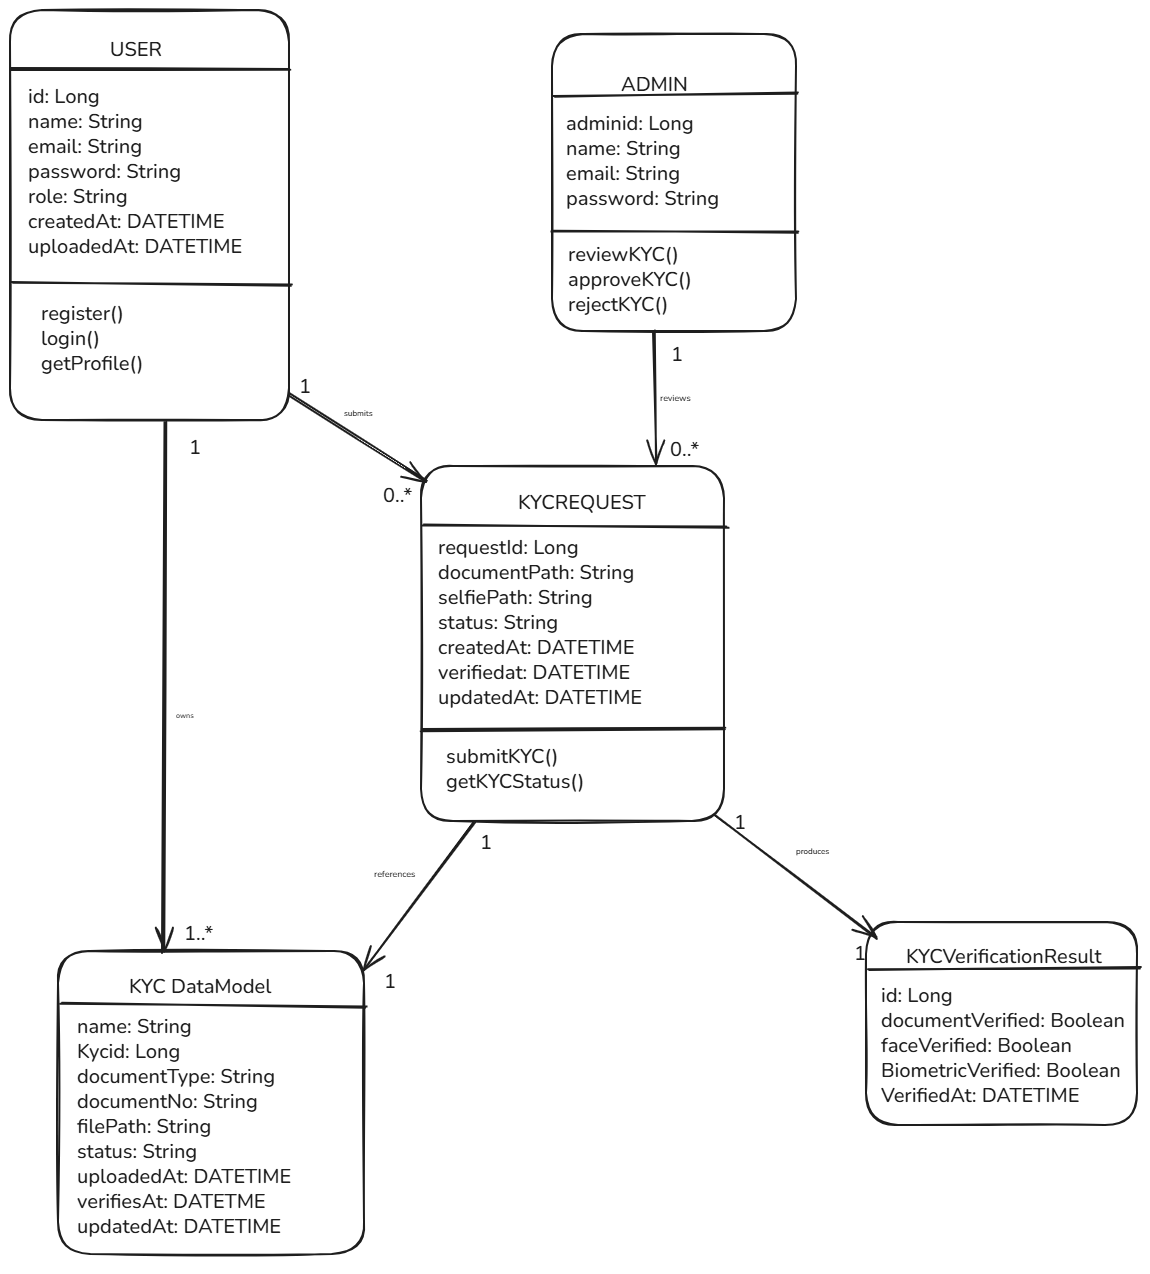 USER
id: Long
name: String
email: String
password: String
role: String
createdAt: DATETIME
uploadedAt: DATETIME
register()
login()
getProfile()
ADMIN
adminid: Long
name: String
email: String
password: String
reviewKYC()
approveKYC()
rejectKYC()
1
submits
0..*
1
reviews
0..*
1
owns
1..*
KYCREQUEST
requestId: Long
documentPath: String
selfiePath: String
status: String
createdAt: DATETIME
verifiedat: DATETIME
updatedAt: DATETIME
submitKYC()
getKYCStatus()
1
references
1
1
produces
1
KYC DataModel
name: String
Kycid: Long
documentType: String
documentNo: String
filePath: String
status: String
uploadedAt: DATETIME
verifiesAt: DATETME
updatedAt: DATETIME
KYCVerificationResult
id: Long
documentVerified: Boolean
faceVerified: Boolean
BiometricVerified: Boolean
VerifiedAt: DATETIME